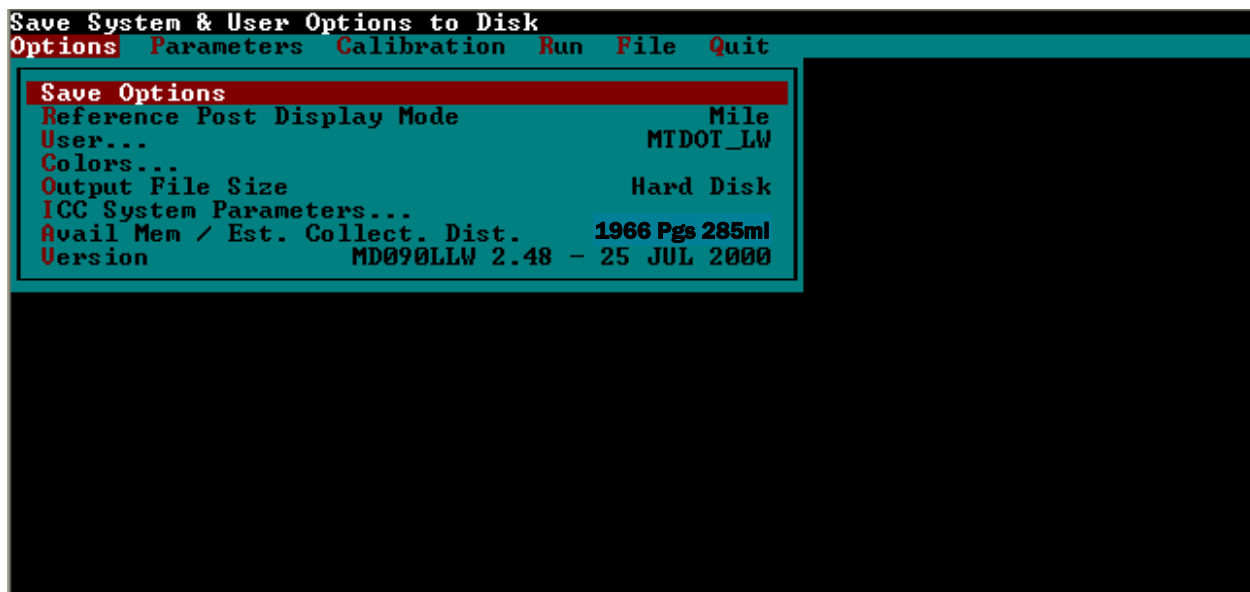 Save System & User Options to Disk
Options Parameters Calibration Run File Quit
Save Options
Reference Post Display Mode Mile
User... MTDOT_LW
Colors...
Output File Size Hard Disk
ICC System Parameters...
Avail Mem / Est. Collect. Dist. 1966 Pgs 285ml
Version MD090LLW 2.48 - 25 JUL 2000